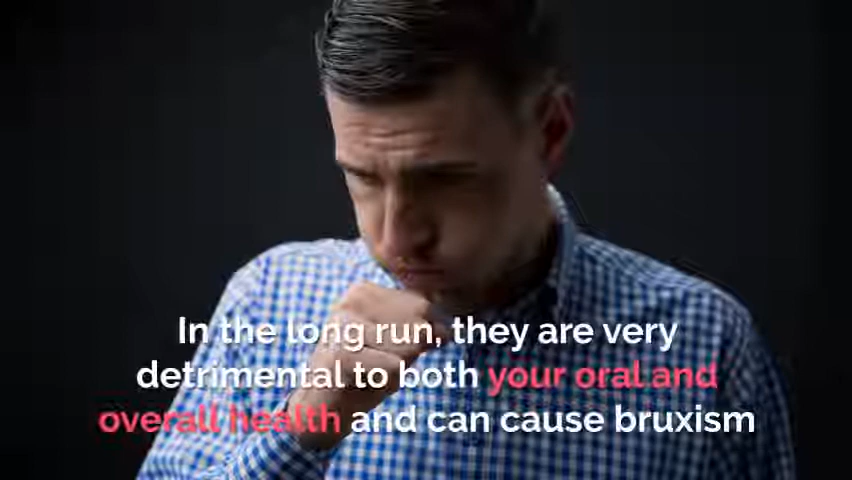 In the long run, they are very
detrimental to both your oral and
overall health and can cause bruxism